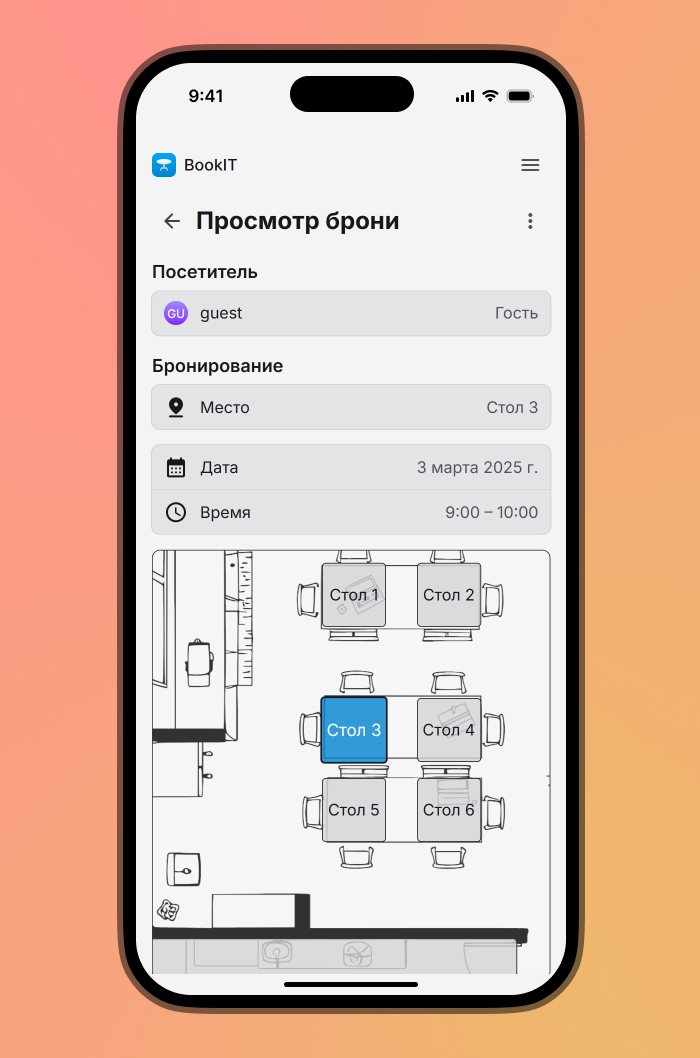 9:41
BookIT
Просмотр брони
Посетитель
GU guest Гость
Бронирование
Место Стол 3
Дата 3 марта 2025 г.
Время 9:00 – 10:00
Стол 1 Стол 2
Стол 3 Стол 4
Стол 5 Стол 6